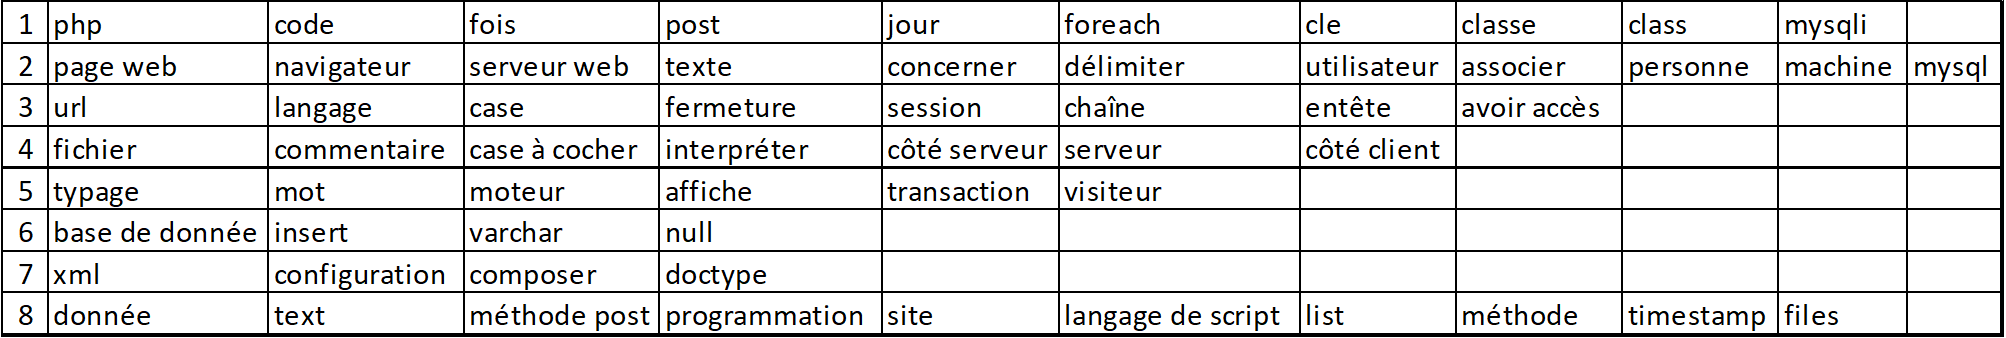 1 php code fois post jour foreach cle classe class mysqli
2 page web navigateur serveur web texte concerner délimiter utilisateur associer personne machine mysql
3 url langage case fermeture session chaîne entête avoir accès
4 fichier commentaire case à cocher interpréter côté serveur serveur côté client
5 typage mot moteur affiche transaction visiteur
6 base de donnée insert varchar null
7 xml configuration composer doctype
8 donnée text méthode post programmation site langage de script list méthode timestamp files